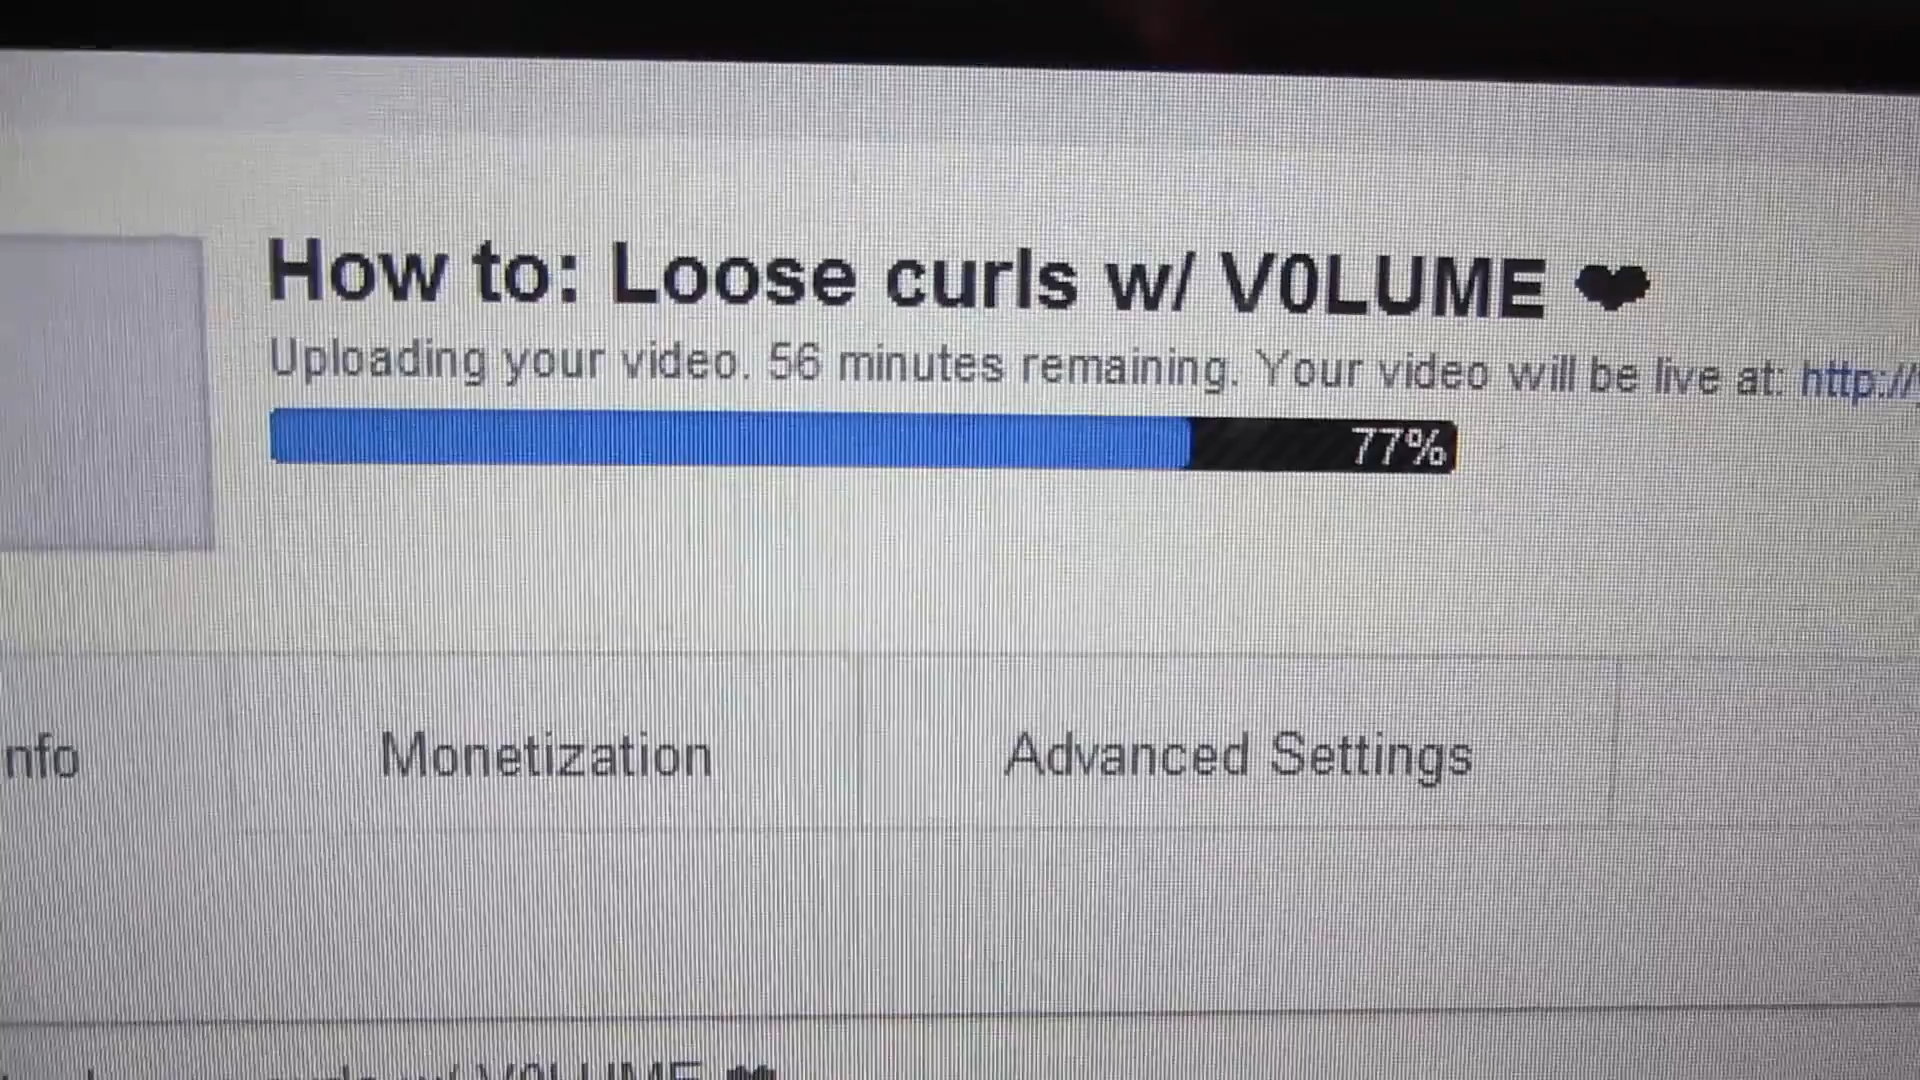 How to: Loose curls w/ V0LUME ❤
Uploading your video. 56 minutes remaining. Your video will be live at: http://
77%
nfo
Monetization
Advanced Settings
V0LUME ❤